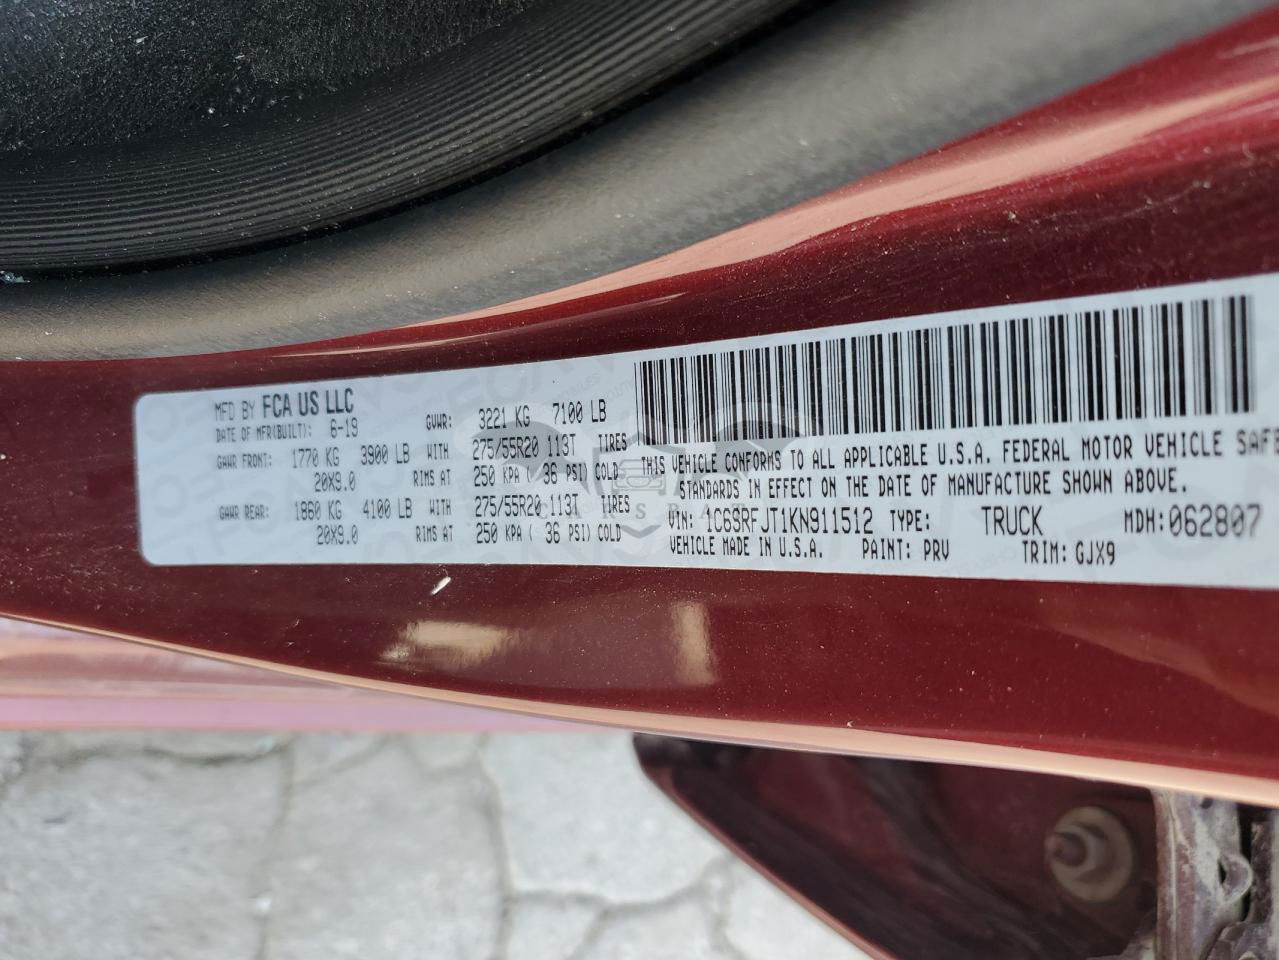 MFD BY FCA US LLC
DATE OF MFR(BUILT): 6-19
GVWR: 3221 KG 7100 LB
GAWR FRONT: 1770 KG 3900 LB WITH 275/55R20 113T TIRES
20X9.0 RIMS AT 250 KPA ( 36 PSI) COLD
GAWR REAR: 1860 KG 4100 LB WITH 275/55R20 113T TIRES
20X9.0 RIMS AT 250 KPA ( 36 PSI) COLD
THIS VEHICLE CONFORMS TO ALL APPLICABLE U.S.A. FEDERAL MOTOR VEHICLE SAFE
STANDARDS IN EFFECT ON THE DATE OF MANUFACTURE SHOWN ABOVE.
VIN: 1C6SRFJT1KN911512 TYPE: TRUCK MDH:062807
VEHICLE MADE IN U.S.A. PAINT: PRV TRIM: GJX9